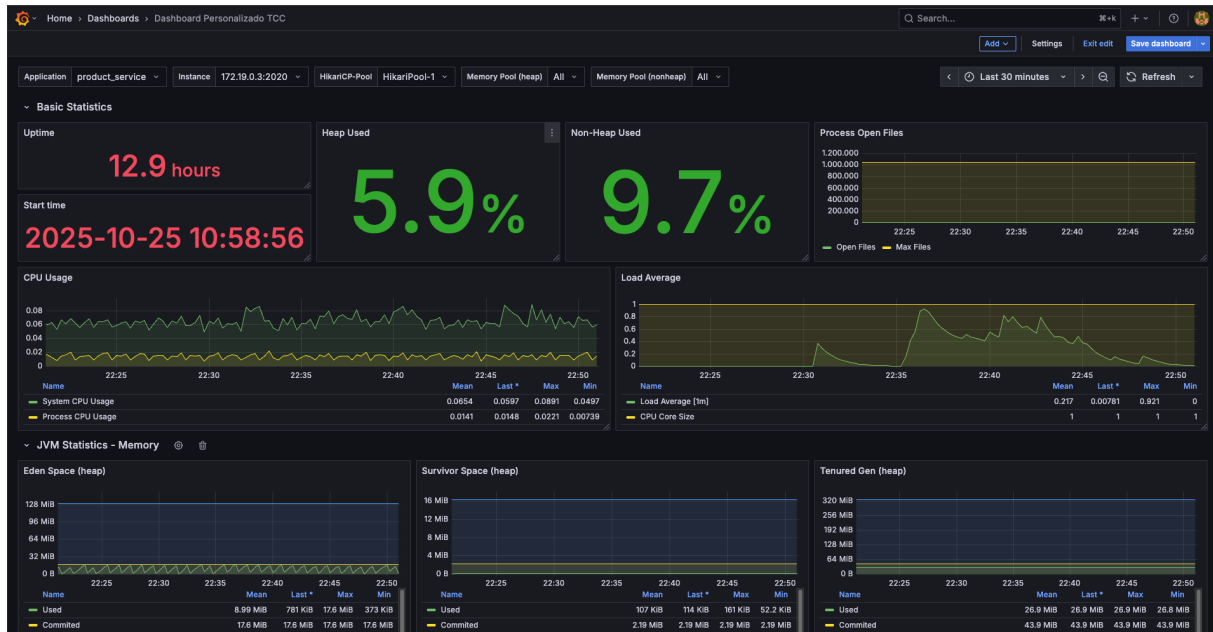 Home › Dashboards › Dashboard Personalizado TCC
Search... ⌘+k
Add Settings Exit edit Save dashboard
Application product_service Instance 172.19.0.3:2020 HikariCP-Pool HikariPool-1 Memory Pool (heap) All Memory Pool (nonheap) All Last 30 minutes Refresh
Basic Statistics
Uptime
12.9 hours
Start time
2025-10-25 10:58:56
Heap Used
5.9%
Non-Heap Used
9.7%
Process Open Files
1.200.000
1.000.000
800.000
600.000
400.000
200.000
0
22:25 22:30 22:35 22:40 22:45 22:50
Open Files Max Files
CPU Usage
0.08
0.06
0.04
0.02
0
22:25 22:30 22:35 22:40 22:45 22:50
Name Mean Last * Max Min
System CPU Usage 0.0654 0.0597 0.0891 0.0497
Process CPU Usage 0.0141 0.0148 0.0221 0.00739
Load Average
1
0.8
0.6
0.4
0.2
0
22:25 22:30 22:35 22:40 22:45 22:50
Name Mean Last * Max Min
Load Average [1m] 0.217 0.00781 0.921 0
CPU Core Size 1 1 1 1
JVM Statistics - Memory
Eden Space (heap)
128 MiB
96 MiB
64 MiB
32 MiB
0 B
22:25 22:30 22:35 22:40 22:45 22:50
Name Mean Last * Max Min
Used 8.99 MiB 781 KiB 17.6 MiB 373 KiB
Commited 17.6 MiB 17.6 MiB 17.6 MiB 17.6 MiB
Survivor Space (heap)
16 MiB
12 MiB
8 MiB
4 MiB
0 B
22:25 22:30 22:35 22:40 22:45 22:50
Name Mean Last * Max Min
Used 107 KiB 114 KiB 161 KiB 52.2 KiB
Commited 2.19 MiB 2.19 MiB 2.19 MiB 2.19 MiB
Tenured Gen (heap)
320 MiB
256 MiB
192 MiB
128 MiB
64 MiB
0 B
22:25 22:30 22:35 22:40 22:45 22:50
Name Mean Last * Max Min
Used 26.9 MiB 26.9 MiB 26.9 MiB 26.8 MiB
Commited 43.9 MiB 43.9 MiB 43.9 MiB 43.9 MiB